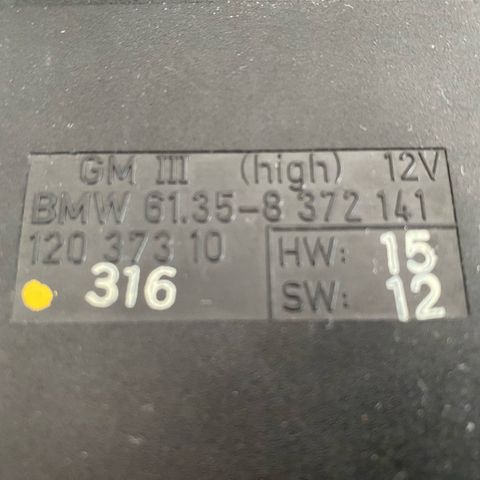 GM III (high) 12V
BMW 61.35-8 372 141
120 373 10 HW: 15
316 SW: 12